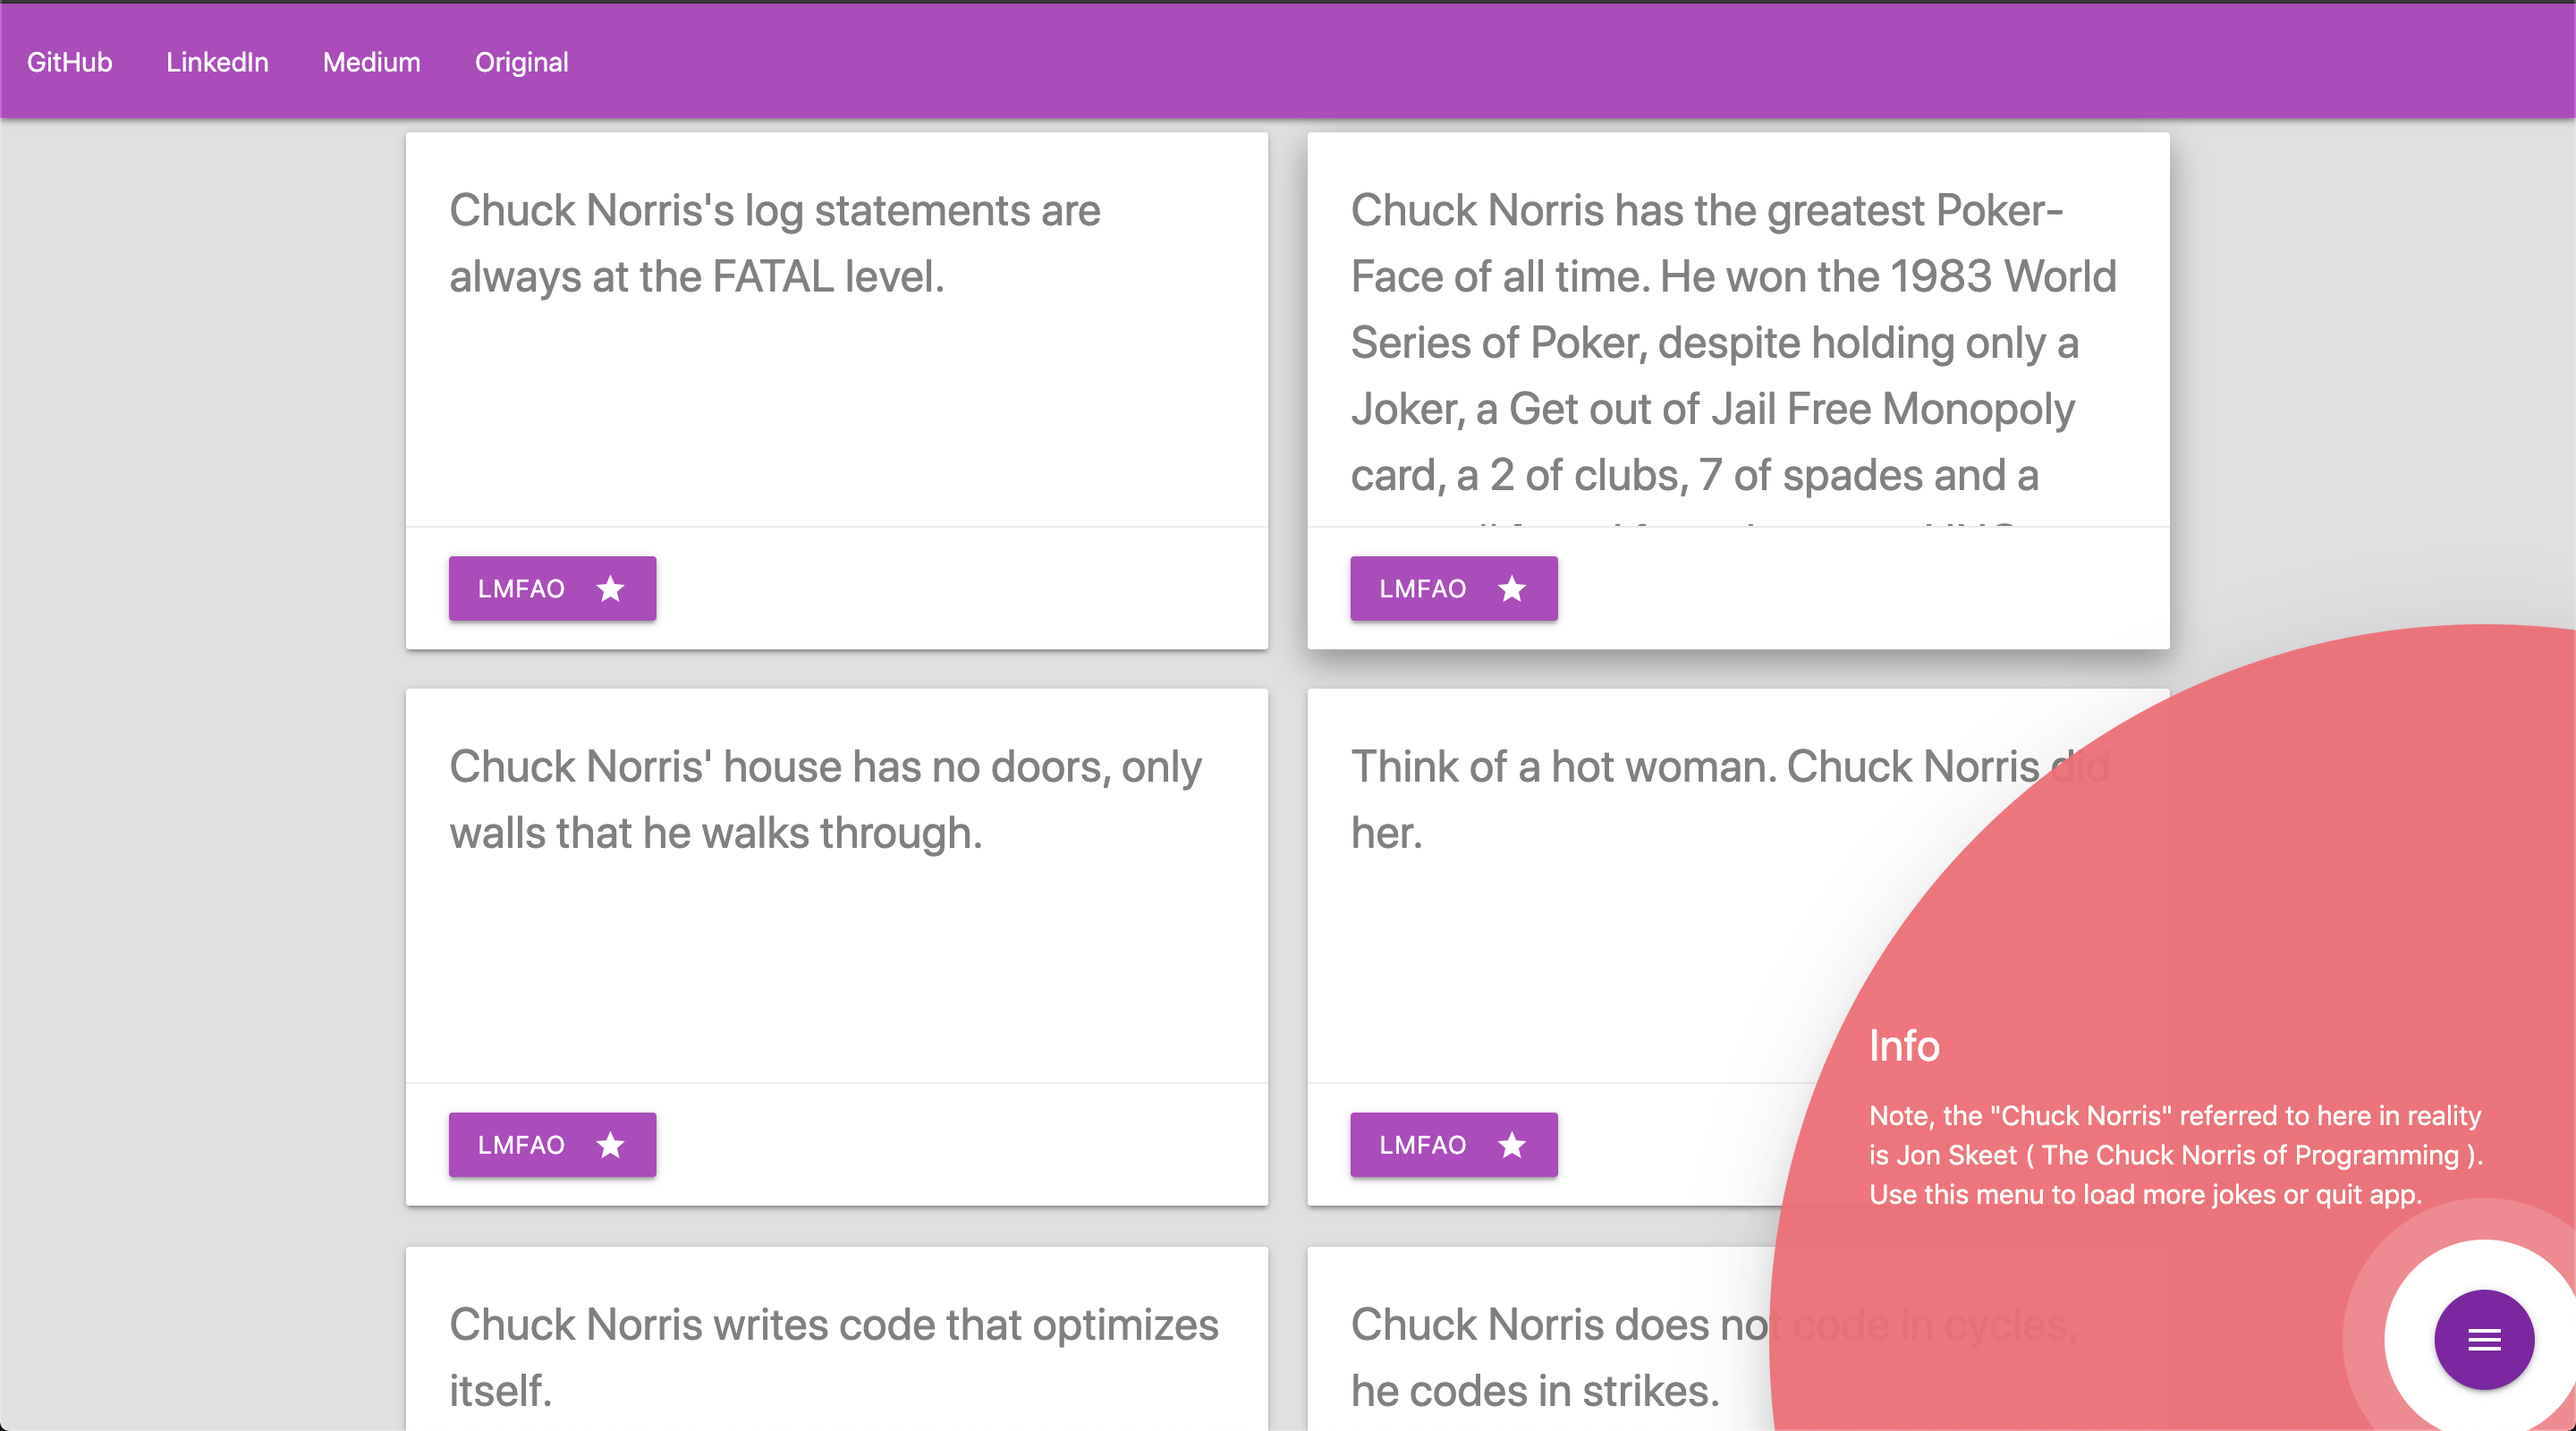 GitHub LinkedIn Medium Original
Chuck Norris's log statements are
always at the FATAL level.
LMFAO
Chuck Norris has the greatest Poker-
Face of all time. He won the 1983 World
Series of Poker, despite holding only a
Joker, a Get out of Jail Free Monopoly
card, a 2 of clubs, 7 of spades and a
LMFAO
Chuck Norris' house has no doors, only
walls that he walks through.
LMFAO
Think of a hot woman. Chuck Norris did
her.
LMFAO
Chuck Norris writes code that optimizes
itself.
Chuck Norris does not code in cycles,
he codes in strikes.
Info
Note, the "Chuck Norris" referred to here in reality
is Jon Skeet ( The Chuck Norris of Programming ).
Use this menu to load more jokes or quit app.